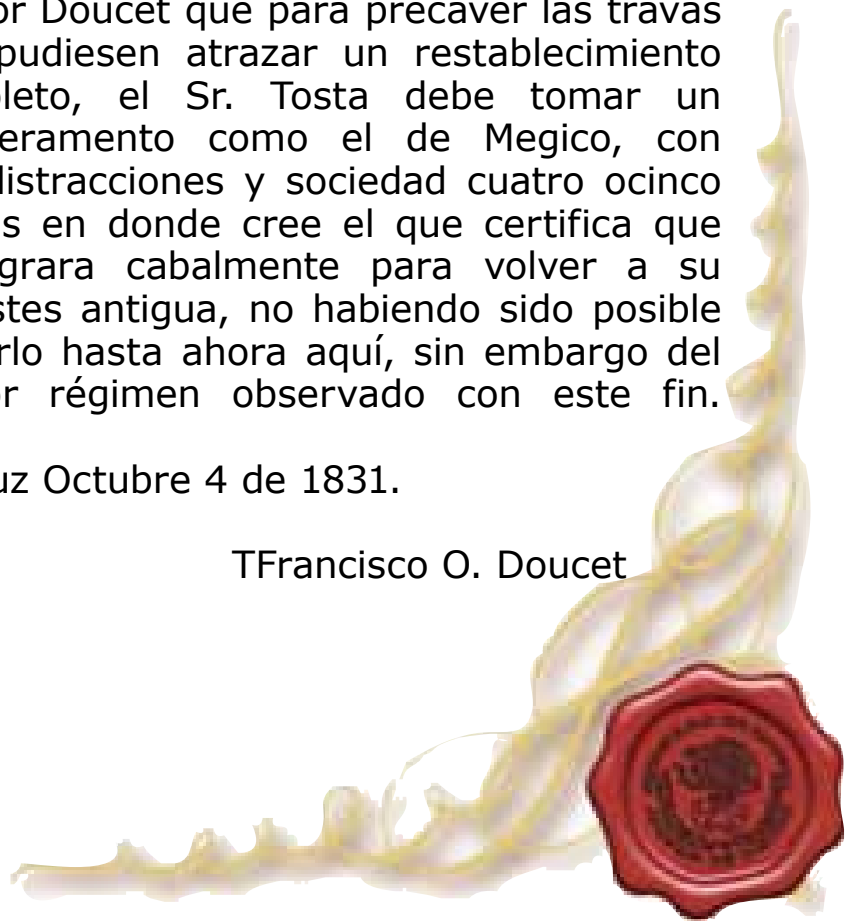 or Doucet que para precaver las travas
pudiesen atrazar un restablecimiento
leto, el Sr. Tosta debe tomar un
eramento como el de Megico, con
distracciones y sociedad cuatro ocinco
s en donde cree el que certifica que
grara cabalmente para volver a su
stes antigua, no habiendo sido posible
rlo hasta ahora aquí, sin embargo del
or régimen observado con este fin.
uz Octubre 4 de 1831.
TFrancisco O. Doucet